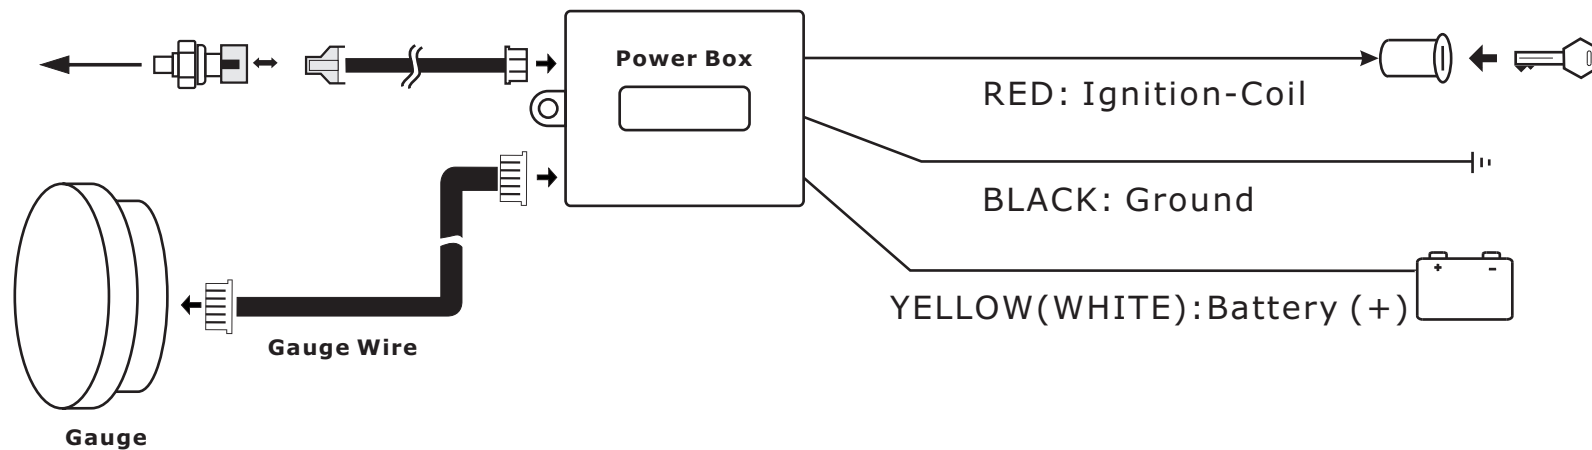 Power Box
RED: Ignition-Coil
BLACK: Ground
+ -
YELLOW(WHITE):Battery (+)
Gauge Wire
Gauge